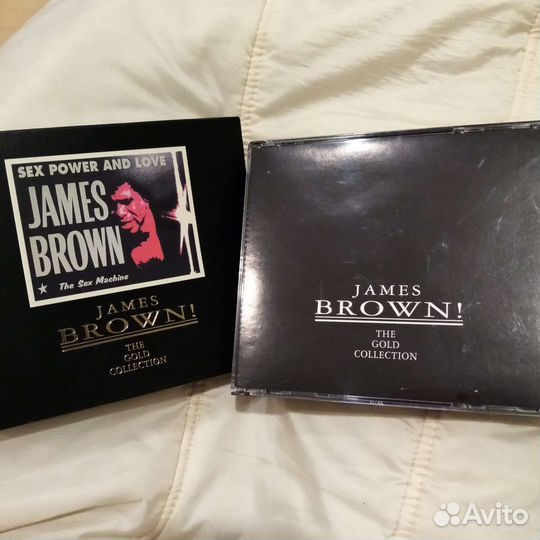 SEX POWER AND LOVE
JAMES
BROWN
The Sex Machine
JAMES
BROWN!
THE
GOLD
COLLECTION
JAMES
BROWN!
THE
GOLD
COLLECTION
Avito